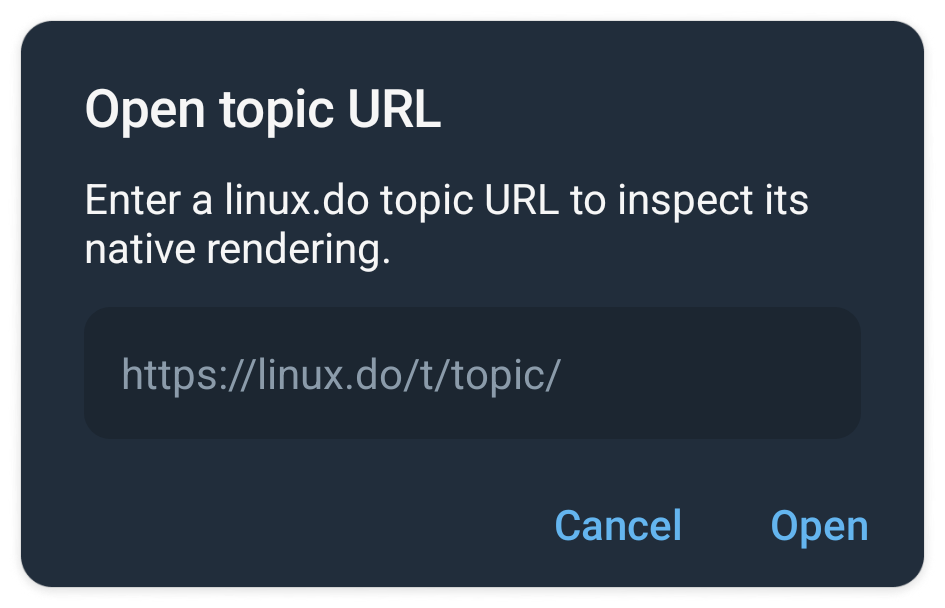 Open topic URL
Enter a linux.do topic URL to inspect its
native rendering.
https://linux.do/t/topic/
Cancel
Open